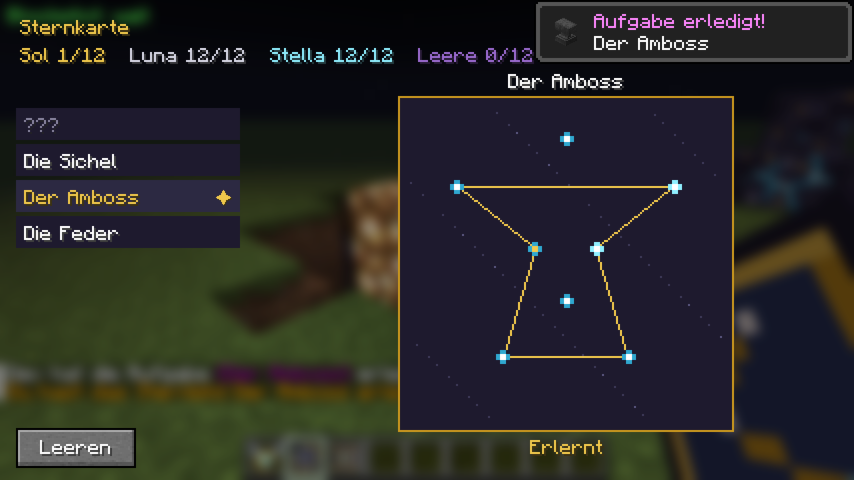 Sternkarte
Sol 1/12 Luna 12/12 Stella 12/12 Leere 0/12
Aufgabe erledigt!
Der Amboss
Der Amboss
???
Die Sichel
Der Amboss
Die Feder
Leeren
Erlernt